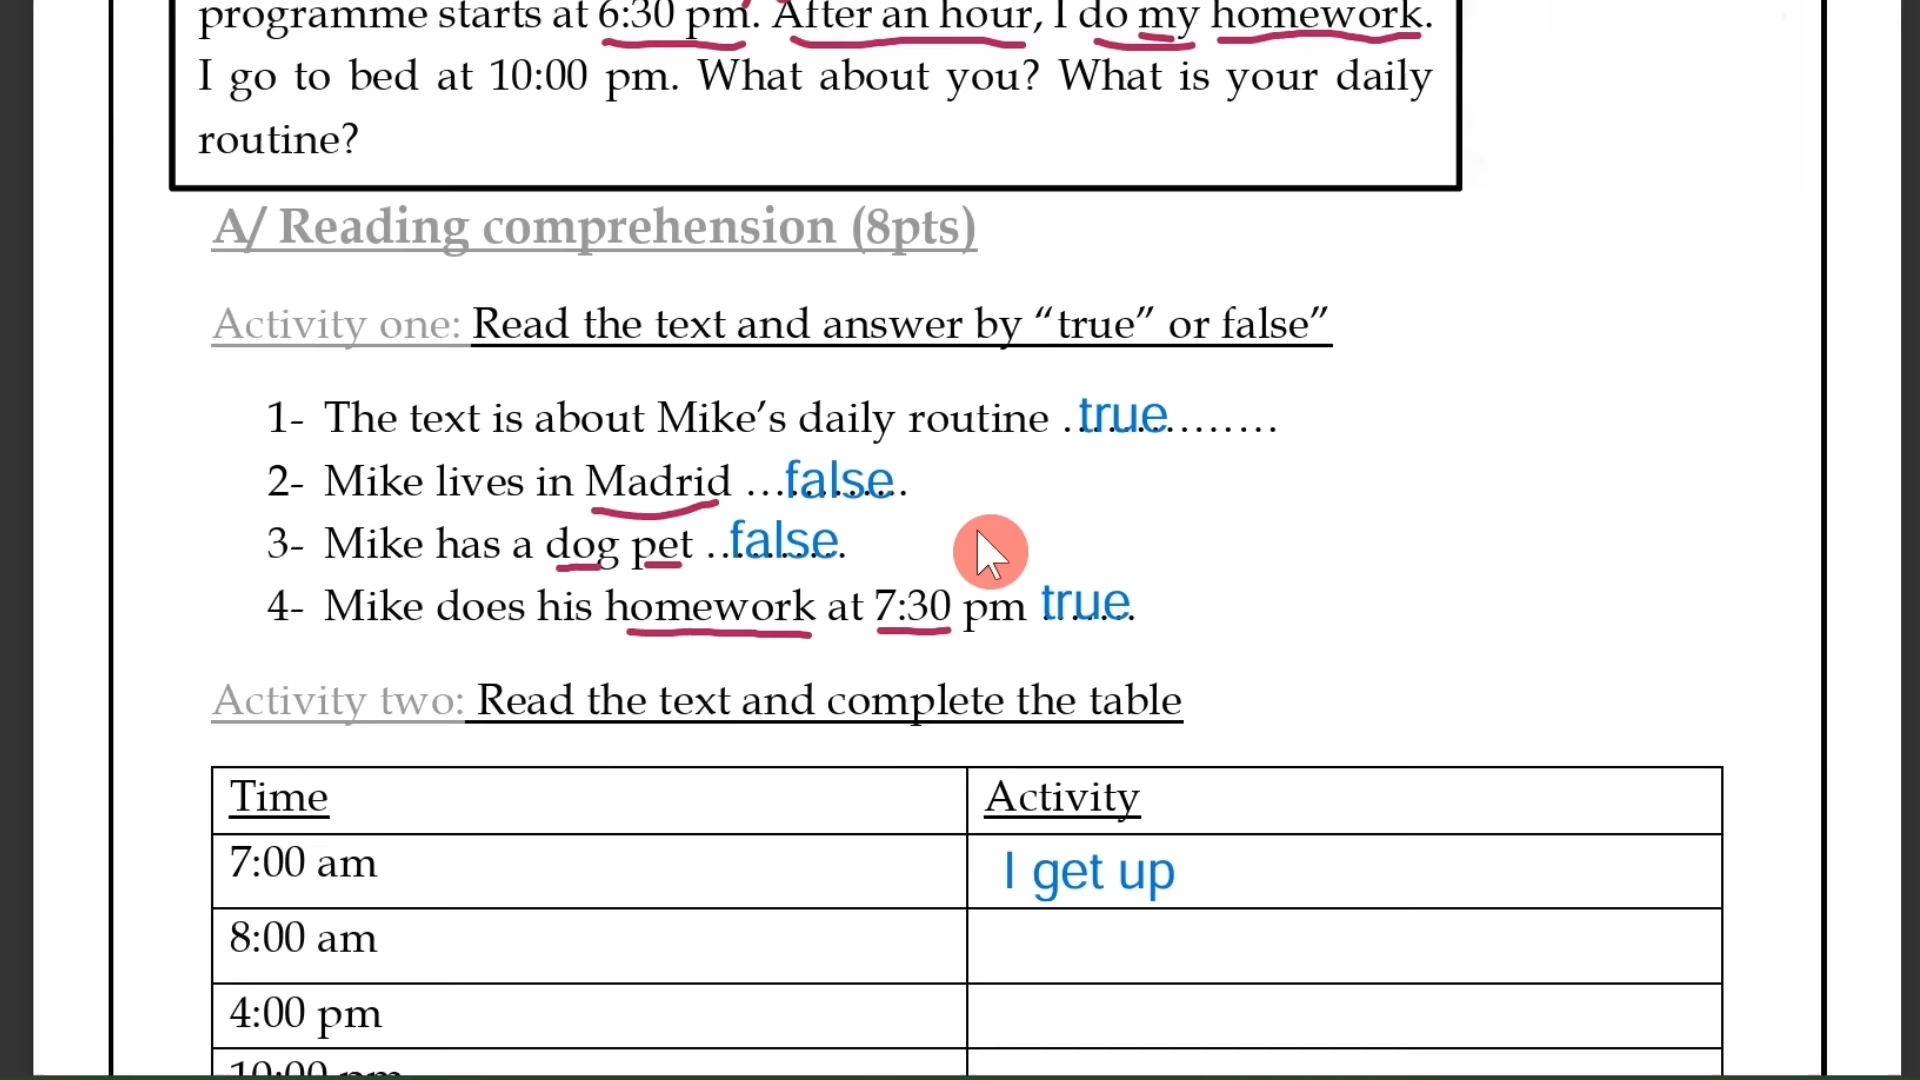 programme starts at 6:30 pm. After an hour, I do my homework.
I go to bed at 10:00 pm. What about you? What is your daily
routine?
A/ Reading comprehension (8pts)
Activity one: Read the text and answer by “true” or false”
1- The text is about Mike’s daily routine ..true.............
2- Mike lives in Madrid ...false.
3- Mike has a dog pet ..false.
4- Mike does his homework at 7:30 pm true.
Activity two: Read the text and complete the table
Time Activity
7:00 am I get up
8:00 am
4:00 pm
10:00 pm